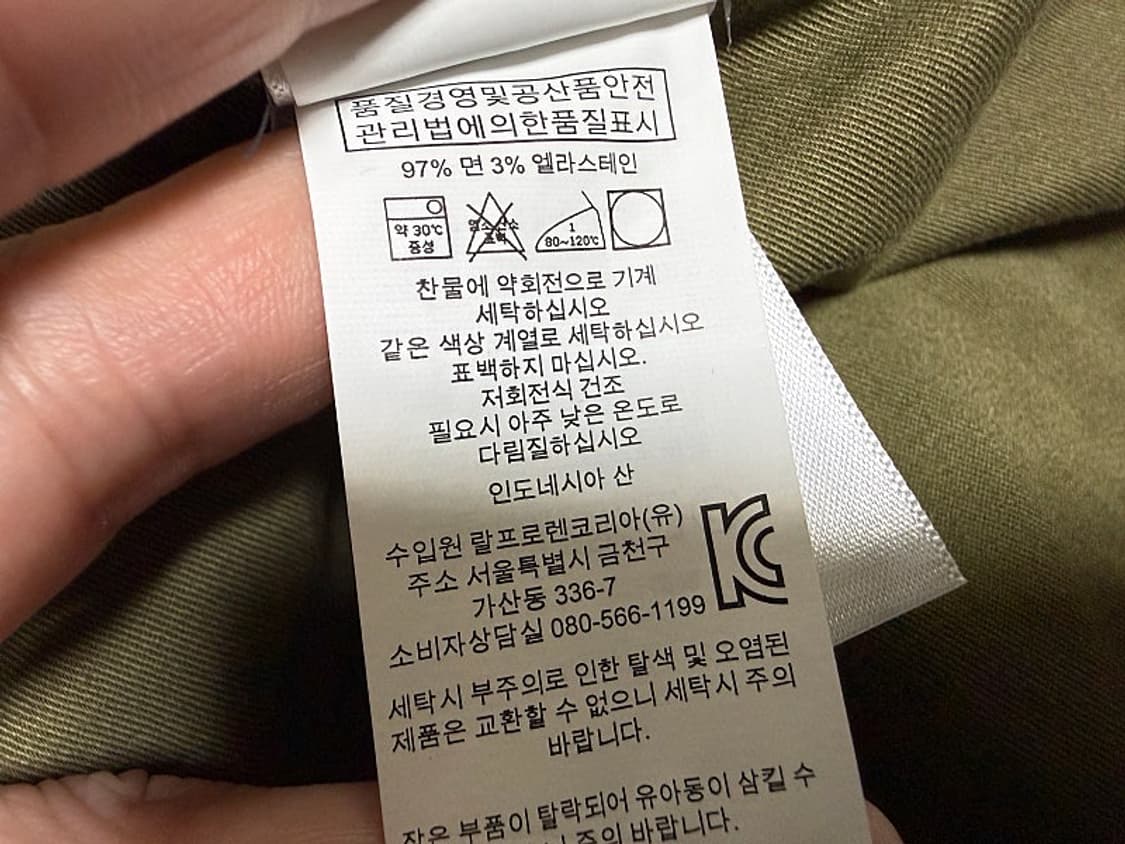 품질경영및공산품안전
관리법에의한품질표시
97% 면 3% 엘라스테인
약 30℃
중성
염소 산소
표백
1
80~120℃
찬물에 약회전으로 기계
세탁하십시오
같은 색상 계열로 세탁하십시오
표백하지 마십시오.
저회전식 건조
필요시 아주 낮은 온도로
다림질하십시오
인도네시아 산
수입원 랄프로렌코리아(유)
주소 서울특별시 금천구
가산동 336-7
소비자상담실 080-566-1199
세탁시 부주의로 인한 탈색 및 오염된
제품은 교환할 수 없으니 세탁시 주의
바랍니다.
작은 부품이 탈락되어 유아동이 삼킬 수
주의 바랍니다.